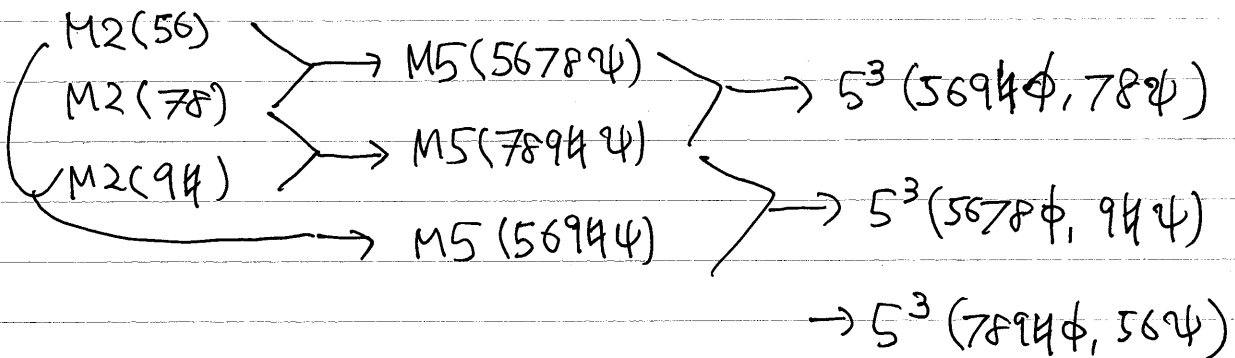 M2(56)
M2(78)
M2(9♮)
→ M5(5678ψ)
→ M5(789♮ψ)
→ M5(569♮ψ)
→ 5³(569♮ϕ, 78ψ)
→ 5³(5678ϕ, 9♮ψ)
→ 5³(789♮ϕ, 56ψ)